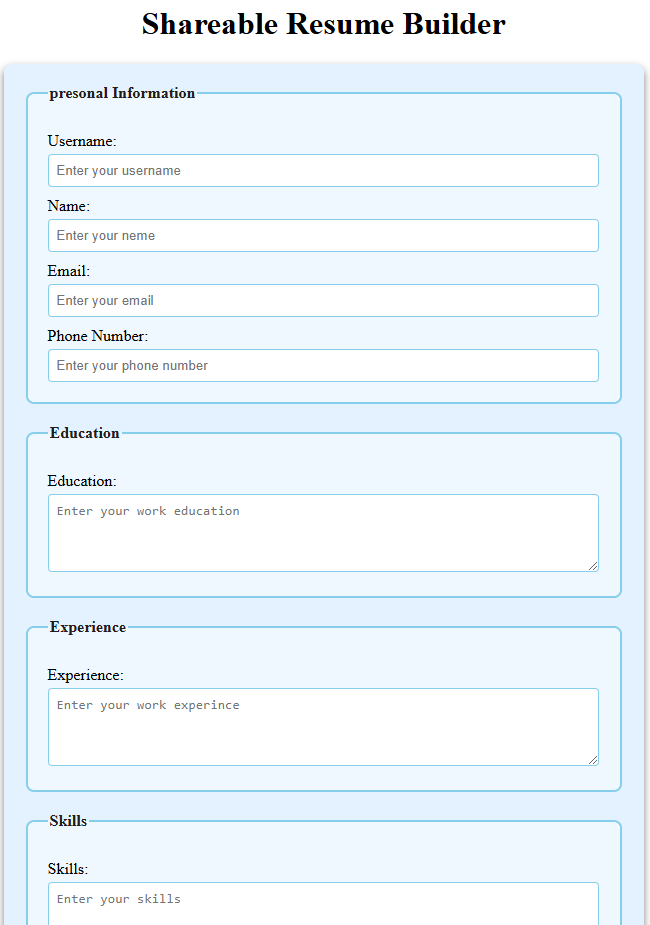 Shareable Resume Builder
presonal Information
Username:
Enter your username
Name:
Enter your neme
Email:
Enter your email
Phone Number:
Enter your phone number
Education
Education:
Enter your work education
Experience
Experience:
Enter your work experince
Skills
Skills:
Enter your skills